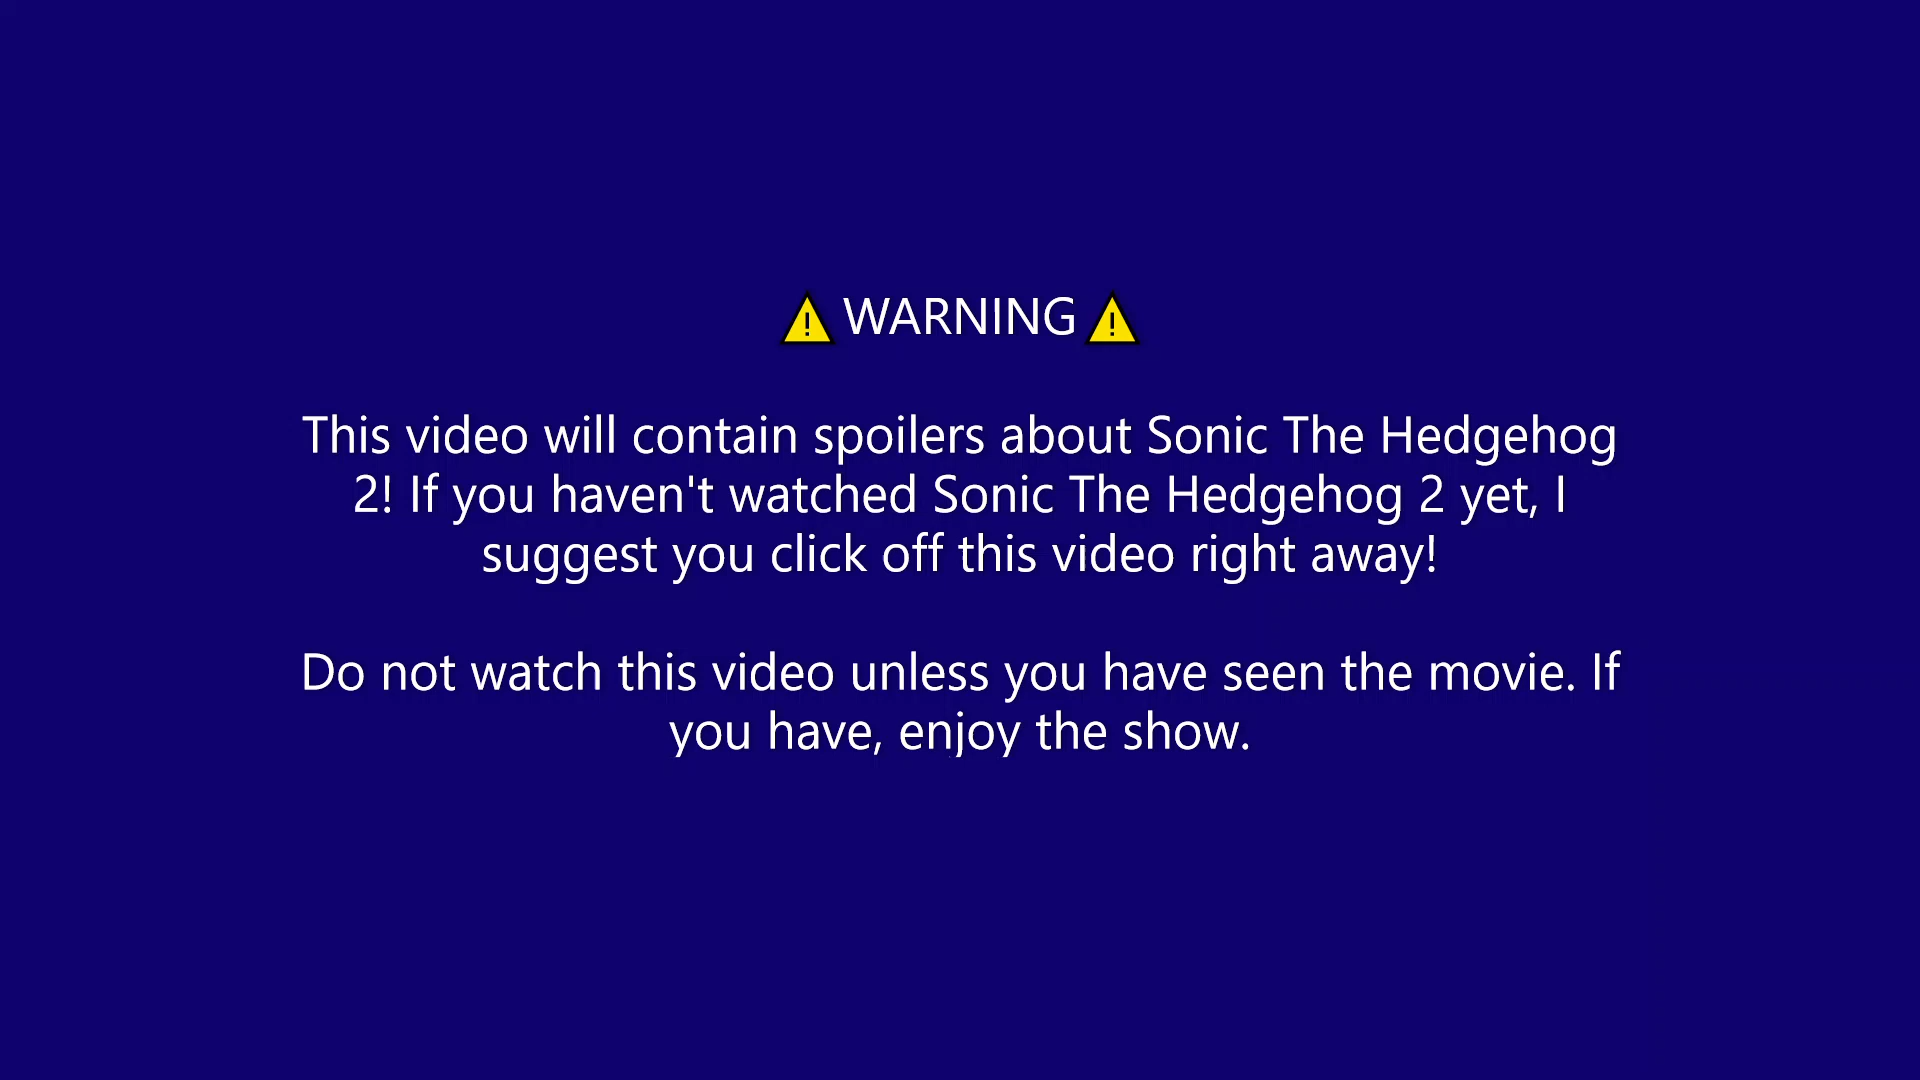 ⚠WARNING⚠
This video will contain spoilers about Sonic The Hedgehog
2! If you haven't watched Sonic The Hedgehog 2 yet, I
suggest you click off this video right away!
Do not watch this video unless you have seen the movie. If
you have, enjoy the show.